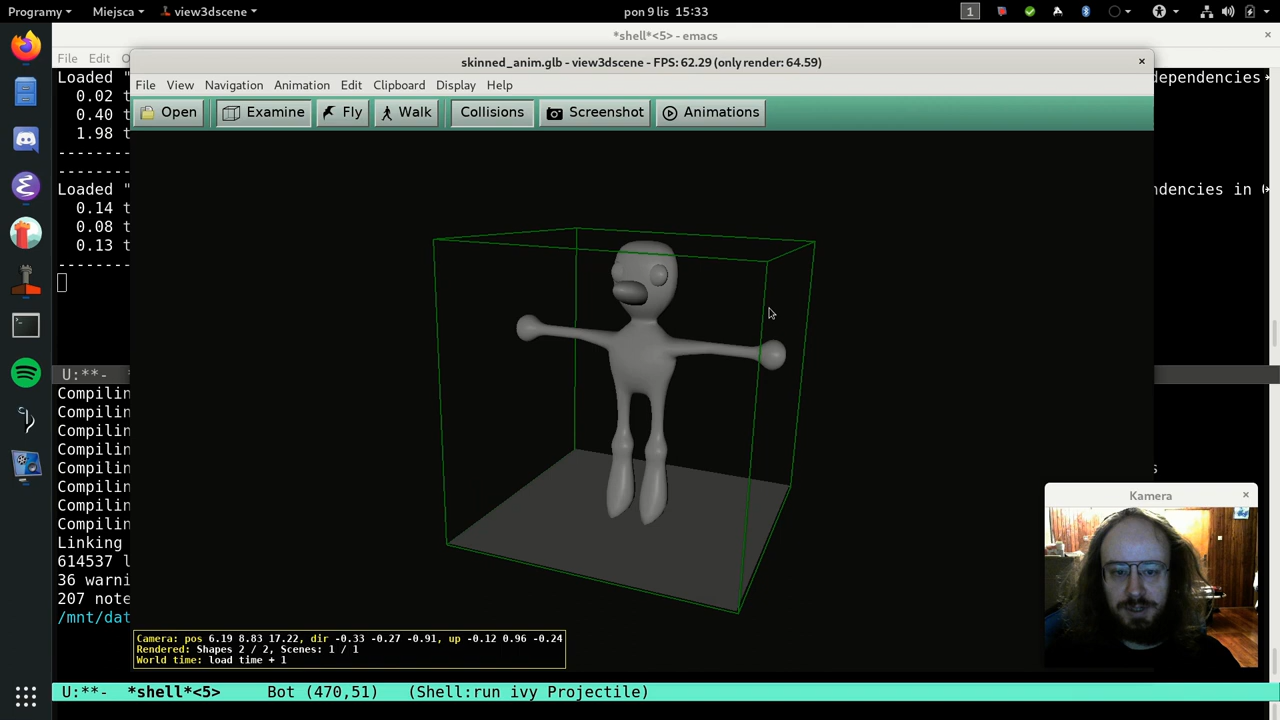 Programy Miejsca view3dscene pon 9 lis 15:33 1
*shell*<5> - emacs
File Edit
skinned_anim.glb - view3dscene - FPS: 62.29 (only render: 64.59)
File View Navigation Animation Edit Clipboard Display Help
Open Examine Fly Walk Collisions Screenshot Animations
Loaded " dependencies
0.02 t
0.40 t
1.98 t
Loaded "
0.14 t
0.08 t
0.13 t
U:**-
Compilin
Compilin
Compilin
Compilin
Compilin
Compilin
Compilin
Compilin
Linking
614537 l
36 warni
207 note
/mnt/dat
Kamera
Camera: pos 6.19 8.83 17.22, dir -0.33 -0.27 -0.91, up -0.12 0.96 -0.24
Rendered: Shapes 2 / 2, Scenes: 1 / 1
World time: load time + 1
U:**- *shell*<5> Bot (470,51) (Shell:run ivy Projectile)